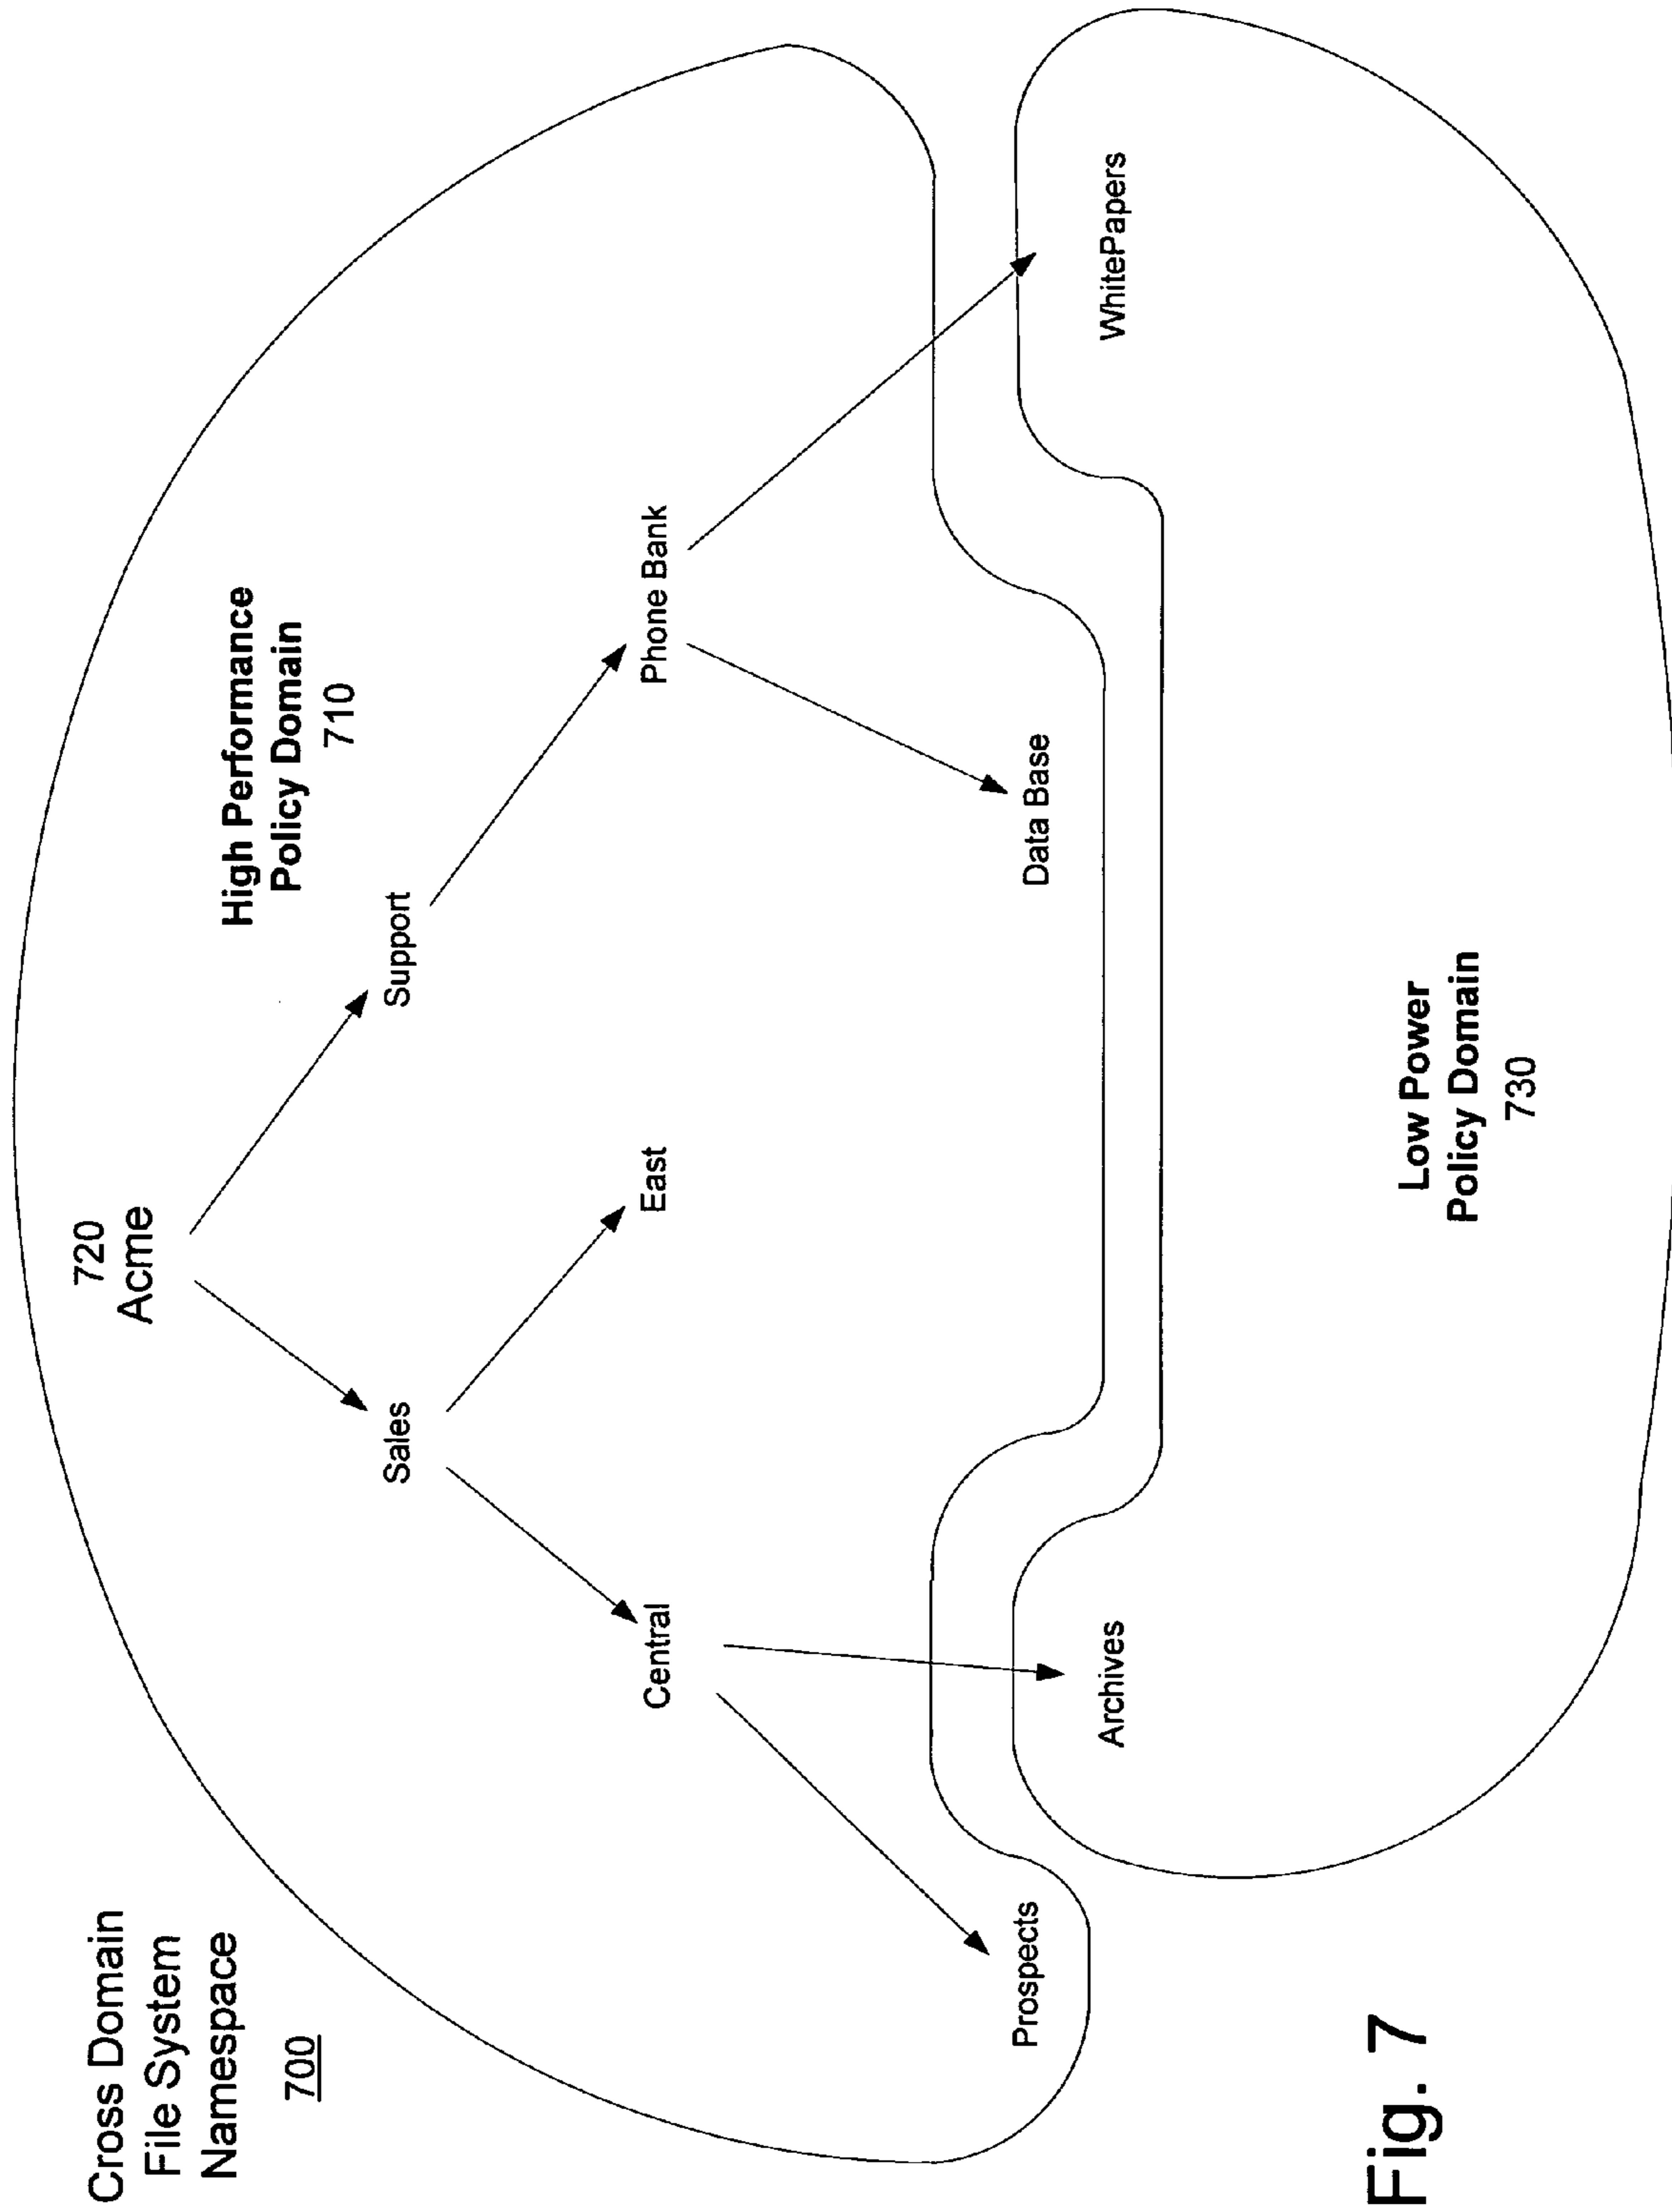 Cross Domain
File System
Namespace
700
720
Acme
High Performance
Policy Domain
710
Sales
Support
Central
East
Phone Bank
Prospects
Data Base
Archives
WhitePapers
Low Power
Policy Domain
730
Fig. 7